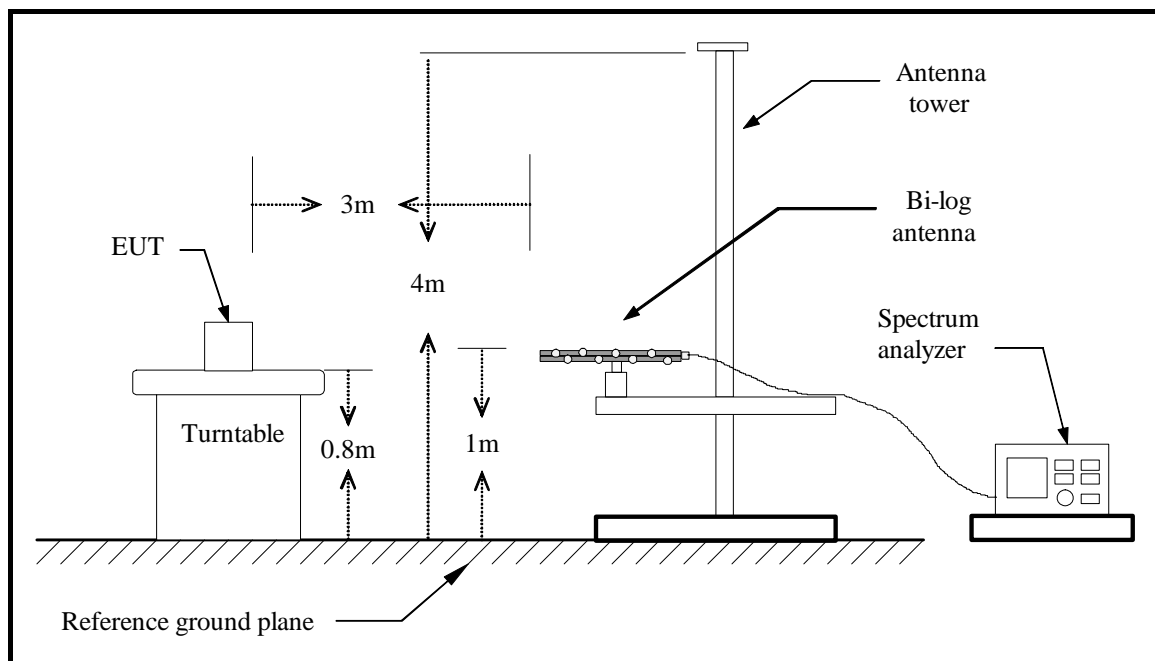 Antenna
tower
3m
Bi-log
antenna
EUT
4m
Spectrum
analyzer
Turntable
0.8m
1m
Reference ground plane